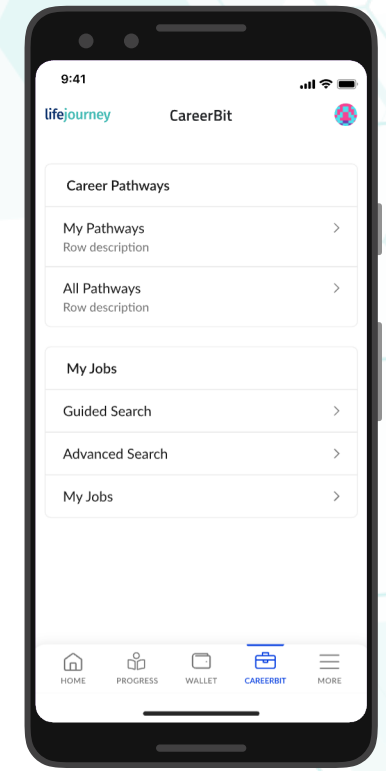 9:41
lifejourney
CareerBit
Career Pathways
My Pathways
Row description
All Pathways
Row description
My Jobs
Guided Search
Advanced Search
My Jobs
HOME
PROGRESS
WALLET
CAREERBIT
MORE